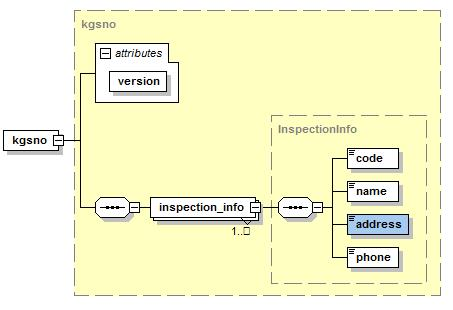 kgsno
attributes
version
InspectionInfo
kgsno
code
name
inspection_info
1..
address
phone